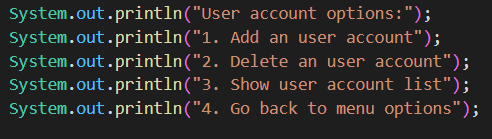 System.out.println("User account options:");
System.out.println("1. Add an user account");
System.out.println("2. Delete an user account");
System.out.println("3. Show user account list");
System.out.println("4. Go back to menu options");